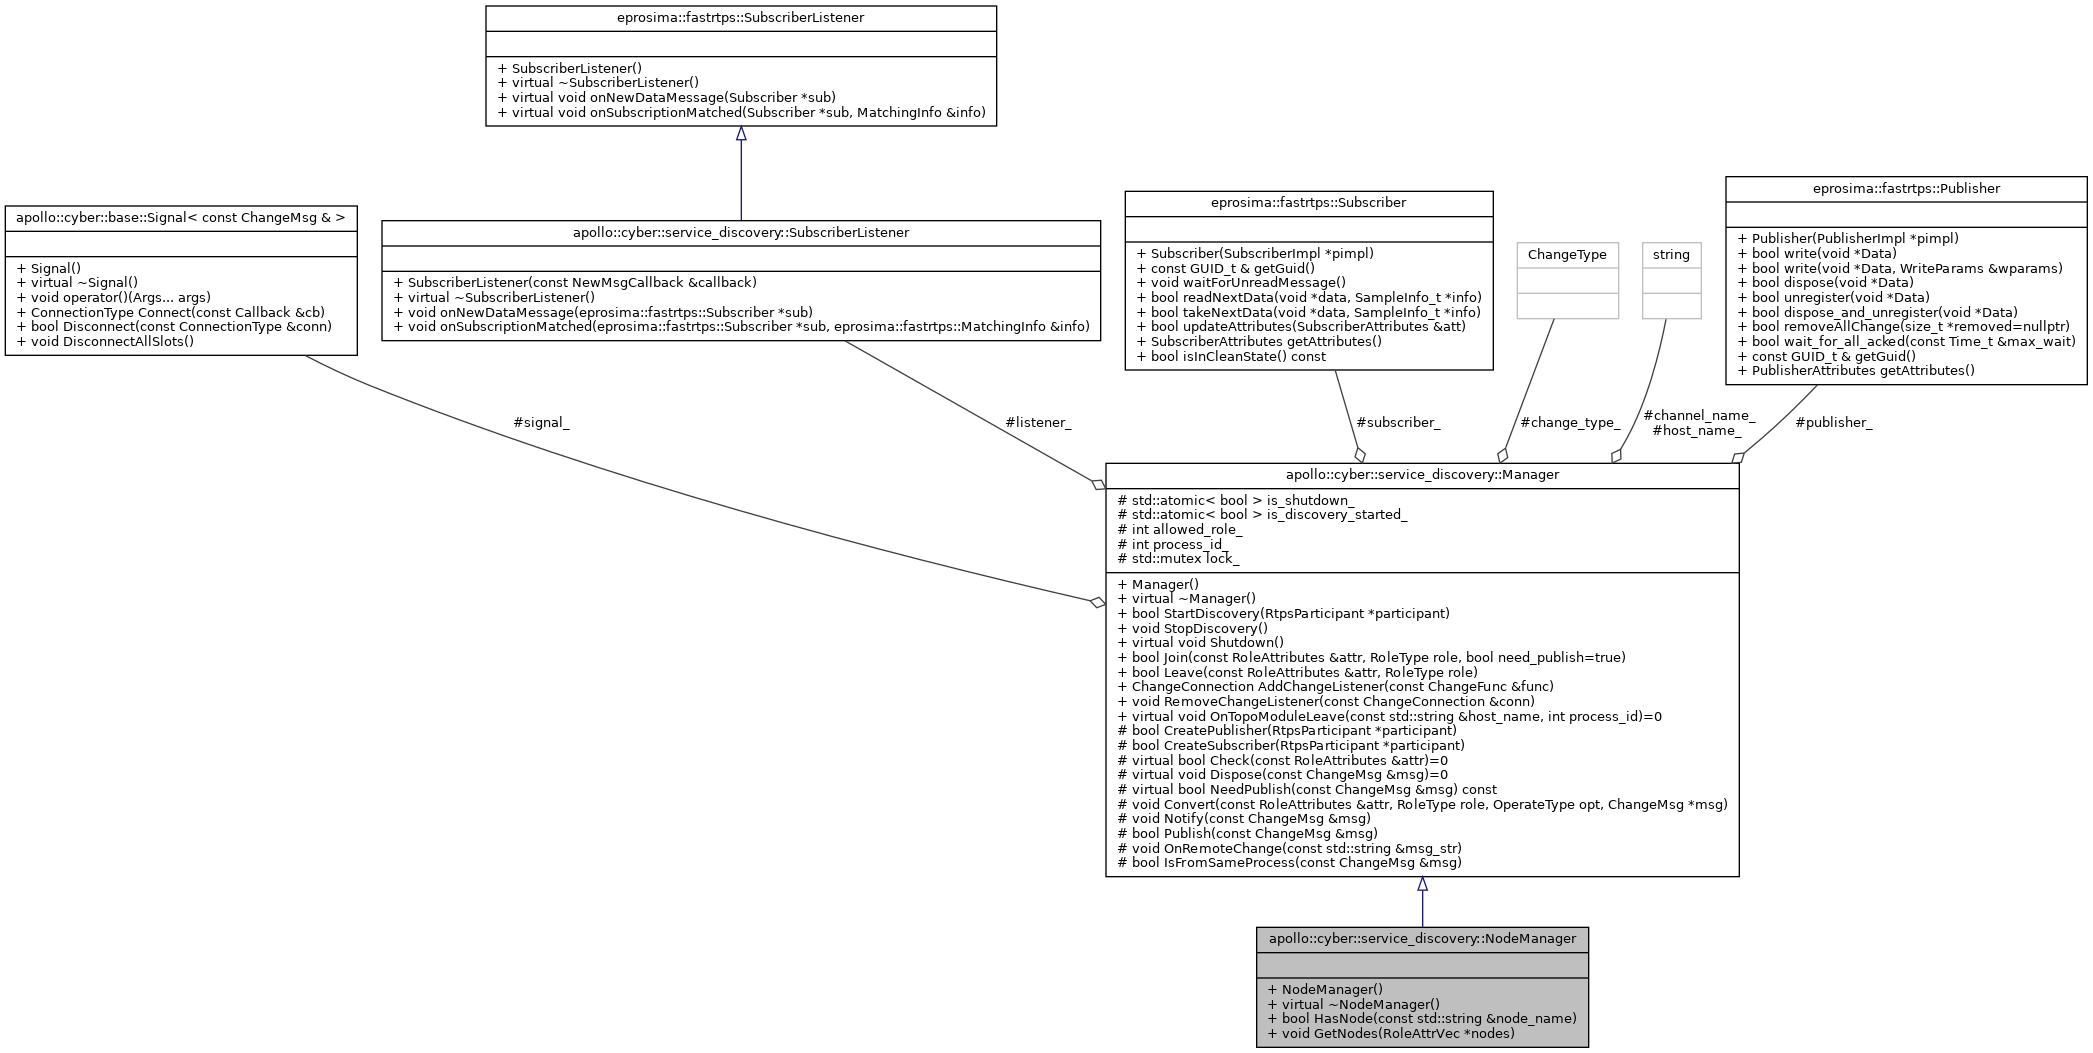 eprosima::fastrtps::SubscriberListener
+ SubscriberListener()
+ virtual ~SubscriberListener()
+ virtual void onNewDataMessage(Subscriber *sub)
+ virtual void onSubscriptionMatched(Subscriber *sub, MatchingInfo &info)
apollo::cyber::base::Signal< const ChangeMsg & >
+ Signal()
+ virtual ~Signal()
+ void operator()(Args... args)
+ ConnectionType Connect(const Callback &cb)
+ bool Disconnect(const ConnectionType &conn)
+ void DisconnectAllSlots()
apollo::cyber::service_discovery::SubscriberListener
+ SubscriberListener(const NewMsgCallback &callback)
+ virtual ~SubscriberListener()
+ void onNewDataMessage(eprosima::fastrtps::Subscriber *sub)
+ void onSubscriptionMatched(eprosima::fastrtps::Subscriber *sub, eprosima::fastrtps::MatchingInfo &info)
eprosima::fastrtps::Subscriber
+ Subscriber(SubscriberImpl *pimpl)
+ const GUID_t & getGuid()
+ void waitForUnreadMessage()
+ bool readNextData(void *data, SampleInfo_t *info)
+ bool takeNextData(void *data, SampleInfo_t *info)
+ bool updateAttributes(SubscriberAttributes &att)
+ SubscriberAttributes getAttributes()
+ bool isInCleanState() const
ChangeType
string
eprosima::fastrtps::Publisher
+ Publisher(PublisherImpl *pimpl)
+ bool write(void *Data)
+ bool write(void *Data, WriteParams &wparams)
+ bool dispose(void *Data)
+ bool unregister(void *Data)
+ bool dispose_and_unregister(void *Data)
+ bool removeAllChange(size_t *removed=nullptr)
+ bool wait_for_all_acked(const Time_t &max_wait)
+ const GUID_t & getGuid()
+ PublisherAttributes getAttributes()
#signal_
#listener_
#subscriber_
#change_type_
#channel_name_
#host_name_
#publisher_
apollo::cyber::service_discovery::Manager
# std::atomic< bool > is_shutdown_
# std::atomic< bool > is_discovery_started_
# int allowed_role_
# int process_id_
# std::mutex lock_
+ Manager()
+ virtual ~Manager()
+ bool StartDiscovery(RtpsParticipant *participant)
+ void StopDiscovery()
+ virtual void Shutdown()
+ bool Join(const RoleAttributes &attr, RoleType role, bool need_publish=true)
+ bool Leave(const RoleAttributes &attr, RoleType role)
+ ChangeConnection AddChangeListener(const ChangeFunc &func)
+ void RemoveChangeListener(const ChangeConnection &conn)
+ virtual void OnTopoModuleLeave(const std::string &host_name, int process_id)=0
# bool CreatePublisher(RtpsParticipant *participant)
# bool CreateSubscriber(RtpsParticipant *participant)
# virtual bool Check(const RoleAttributes &attr)=0
# virtual void Dispose(const ChangeMsg &msg)=0
# virtual bool NeedPublish(const ChangeMsg &msg) const
# void Convert(const RoleAttributes &attr, RoleType role, OperateType opt, ChangeMsg *msg)
# void Notify(const ChangeMsg &msg)
# bool Publish(const ChangeMsg &msg)
# void OnRemoteChange(const std::string &msg_str)
# bool IsFromSameProcess(const ChangeMsg &msg)
apollo::cyber::service_discovery::NodeManager
+ NodeManager()
+ virtual ~NodeManager()
+ bool HasNode(const std::string &node_name)
+ void GetNodes(RoleAttrVec *nodes)